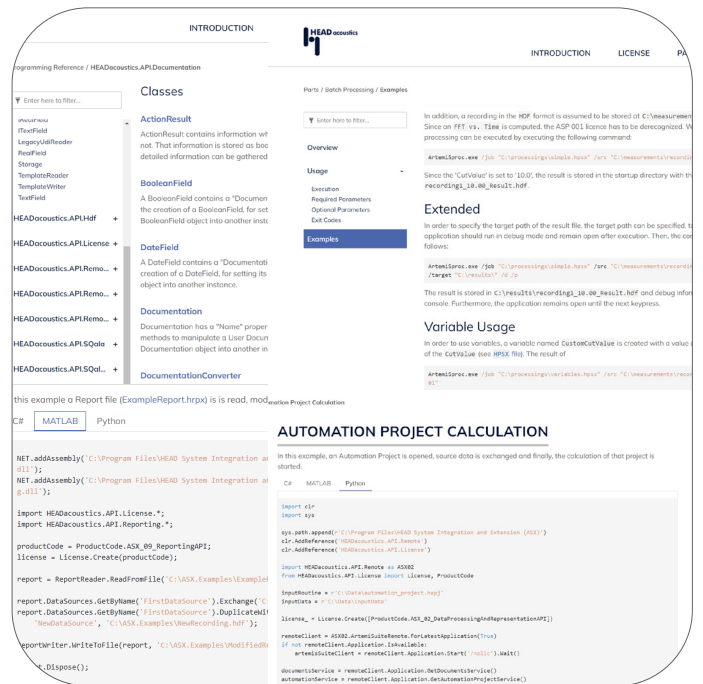 INTRODUCTION
rogramming Reference / HEADacoustics.API.Documentation
Enter here to filter...
ITextField
LegacyUdiReader
RealField
Storage
TemplateReader
TemplateWriter
TextField
HEADacoustics.API.Hdf +
HEADacoustics.API.License +
HEADacoustics.API.Remo... +
HEADacoustics.API.Remo... +
HEADacoustics.API.Remo... +
HEADacoustics.API.SQala +
HEADacoustics.API.SQal... +
Classes
ActionResult
ActionResult contains information wh
not. That information is stored as boo
detailed information can be gathered
BooleanField
A BooleanField contains a "Documen
the creation of a BooleanField, for set
BooleanField object into another insta
DateField
A DateField contains a "Documentati
creation of a DateField, for setting its
object into another instance.
Documentation
Documentation has a "Name" proper
methods to manipulate a User Docum
Documentation object into another in
DocumentationConverter
HEAD acoustics
INTRODUCTION LICENSE PA
Parts / Batch Processing / Examples
Enter here to filter...
Overview
Usage -
Execution
Required Parameters
Optional Parameters
Exit Codes
Examples
In addition, a recording in the HDF format is assumed to be stored at C:\measuremen
Since an FFT vs. Time is computed, the ASP 001 licence has to be derecognized. W
processing can be executed by executing the following command:
ArtemiSproc.exe /job "C:\processings\simple.hpsx" /src "C:\measurements\recordin
Since the 'CutValue' is set to '10.0', the result is stored in the startup directory with th
recording1_10.00_Result.hdf.
Extended
In order to specify the target path of the result file, the target path can be specified, t
application should run in debug mode and remain open after execution. Then, the co
follows:
ArtemiSproc.exe /job "C:\processings\simple.hpsx" /src "C:\measurements\recordin
/target "C:\results\" /d /p
The result is stored in C:\results\recording1_10.00_Result.hdf and debug infor
console. Furthermore, the application remains open until the next keypress.
Variable Usage
In order to use variables, a variable named CustomCutValue is created with a value
of the CutValue (see HPSX file). The result of
ArtemiSproc.exe /job "C:\processings\variables.hpsx" /src "C:\measurements\recor
01"
this example a Report file (ExampleReport.hrpx) is is read, mod
C# MATLAB Python
NET.addAssembly('C:\Program Files\HEAD System Integration an
dll');
NET.addAssembly('C:\Program Files\HEAD System Integration an
g.dll');
import HEADacoustics.API.License.*;
import HEADacoustics.API.Reporting.*;
productCode = ProductCode.ASX_09_ReportingAPI;
license = License.Create(productCode);
report = ReportReader.ReadFromFile('C:\ASX.Examples\Example
report.DataSources.GetByName('FirstDataSource').Exchange('C:
report.DataSources.GetByName('FirstDataSource').DuplicateWit
'NewDataSource', 'C:\ASX.Examples\NewRecording.hdf');
eportWriter.WriteToFile(report, 'C:\ASX.Examples\ModifiedRe
t.Dispose();
mation Project Calculation
AUTOMATION PROJECT CALCULATION
In this example, an Automation Project is opened, source data is exchanged and finally, the calculation of that project is
started.
C# MATLAB Python
import clr
import sys
sys.path.append(r'C:\Program Files\HEAD System Integration and Extension (ASX)')
clr.AddReference('HEADacoustics.API.Remote')
clr.AddReference('HEADacoustics.API.License')
import HEADacoustics.API.Remote as ASX02
from HEADacoustics.API.License import License, ProductCode
inputRoutine = r'C:\Data\automation_project.hapj'
inputData = r'C:\Data\inputData'
license_ = License.Create([ProductCode.ASX_02_DataProcessingAndRepresentationAPI])
remoteClient = ASX02.ArtemiSuiteRemote.ForLatestApplication(True)
if not remoteClient.Application.IsAvailable:
artemisSuiteClient = remoteClient.Application.Start('/nollc').Wait()
documentsService = remoteClient.Application.GetDocumentsService()
automationService = remoteClient.Application.GetAutomationProjectService()